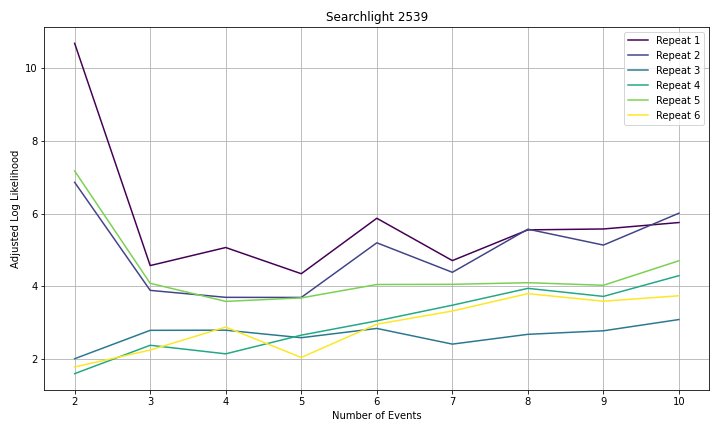 Searchlight 2539
Adjusted Log Likelihood
10
8
6
4
2
2 3 4 5 6 7 8 9 10
Number of Events
Repeat 1
Repeat 2
Repeat 3
Repeat 4
Repeat 5
Repeat 6